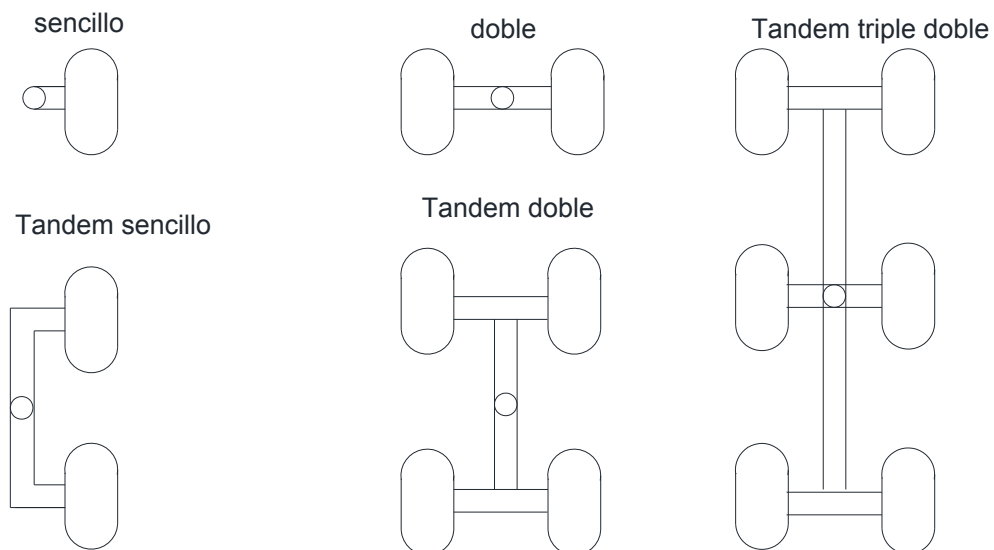 sencillo
doble
Tandem triple doble
Tandem sencillo
Tandem doble